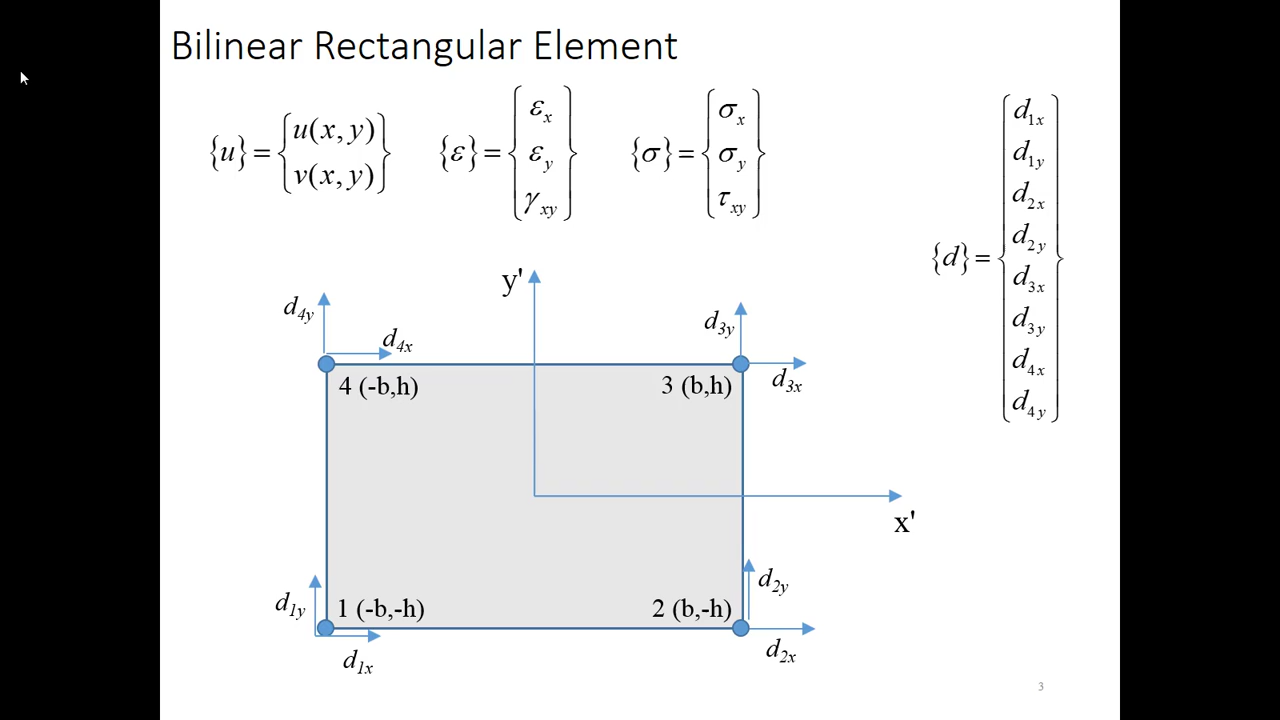 Bilinear Rectangular Element
{u} = {u(x, y) v(x, y)}
{ε} = {ε_x ε_y γ_xy}
{σ} = {σ_x σ_y τ_xy}
{d} = {d_1x d_1y d_2x d_2y d_3x d_3y d_4x d_4y}
y'
d_4y
d_4x
d_3y
d_3x
4 (-b,h)
3 (b,h)
x'
d_1y
1 (-b,-h)
2 (b,-h)
d_2y
d_1x
d_2x
3